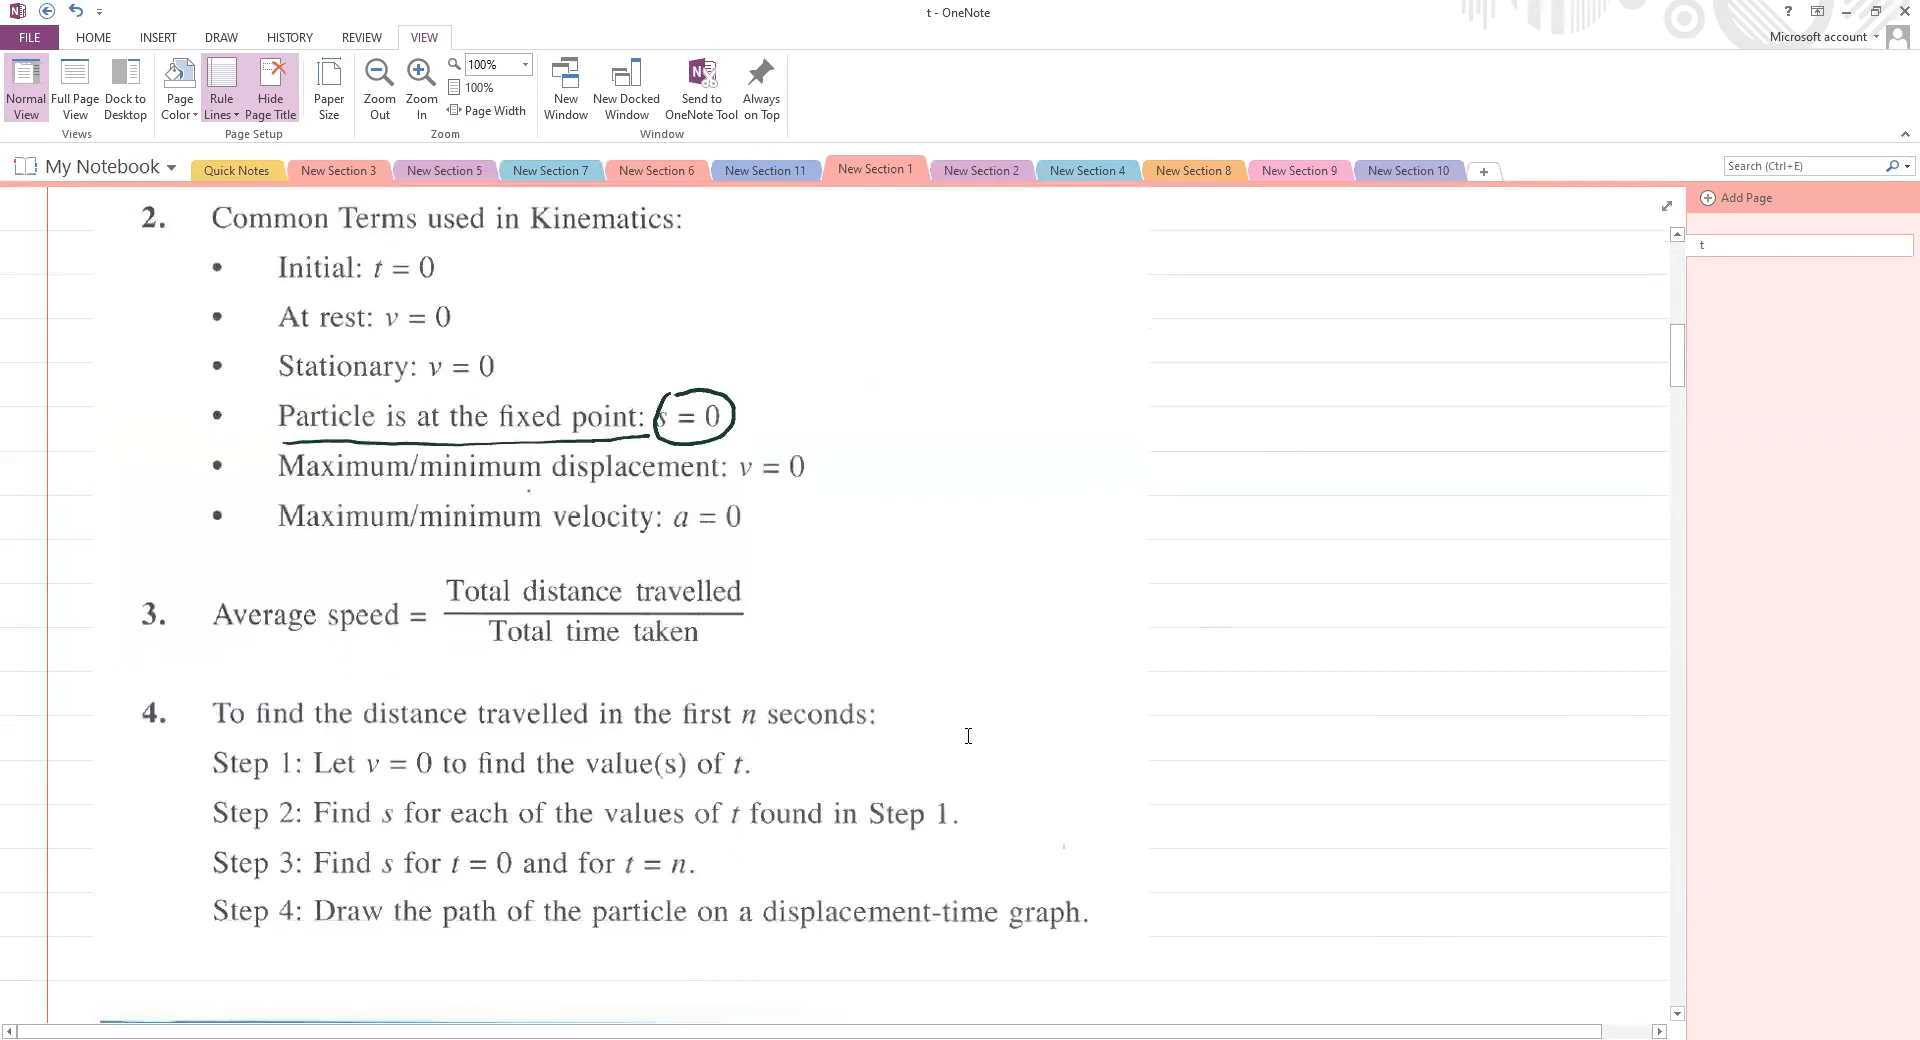 t - OneNote
?
FILE HOME INSERT DRAW HISTORY REVIEW VIEW
Microsoft account
Normal View
Full Page View
Dock to Desktop
Views
Page Color
Rule Lines
Hide Page Title
Paper Size
Page Setup
Zoom Out
Zoom In
100%
100%
Page Width
Zoom
New Window
New Docked Window
Send to OneNote Tool
Always on Top
Window
My Notebook
Quick Notes New Section 3 New Section 5 New Section 7 New Section 6 New Section 11 New Section 1 New Section 2 New Section 4 New Section 8 New Section 9 New Section 10 +
Search (Ctrl+E)
Add Page
t
2. Common Terms used in Kinematics:
• Initial: t = 0
• At rest: v = 0
• Stationary: v = 0
• Particle is at the fixed point: s = 0
• Maximum/minimum displacement: v = 0
• Maximum/minimum velocity: a = 0
3. Average speed = Total distance travelled
Total time taken
4. To find the distance travelled in the first n seconds:
Step 1: Let v = 0 to find the value(s) of t.
Step 2: Find s for each of the values of t found in Step 1.
Step 3: Find s for t = 0 and for t = n.
Step 4: Draw the path of the particle on a displacement-time graph.